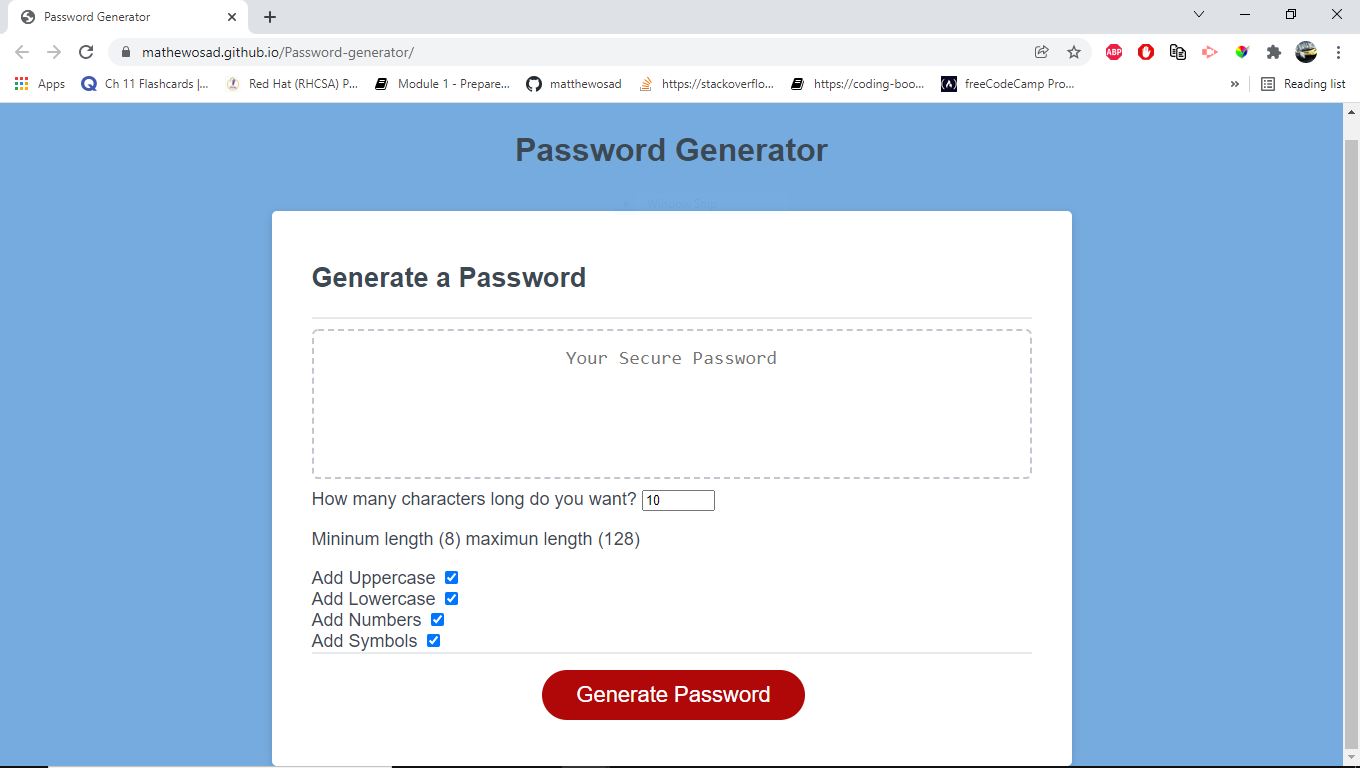 Password Generator
mathewosad.github.io/Password-generator/
ABP
Apps Ch 11 Flashcards |... Red Hat (RHCSA) P... Module 1 - Prepare... matthewosad https://stackoverflo... https://coding-boo... freeCodeCamp Pro... » Reading list
Password Generator
Window Snip
Generate a Password
Your Secure Password
How many characters long do you want? 10
Mininum length (8) maximun length (128)
Add Uppercase
Add Lowercase
Add Numbers
Add Symbols
Generate Password